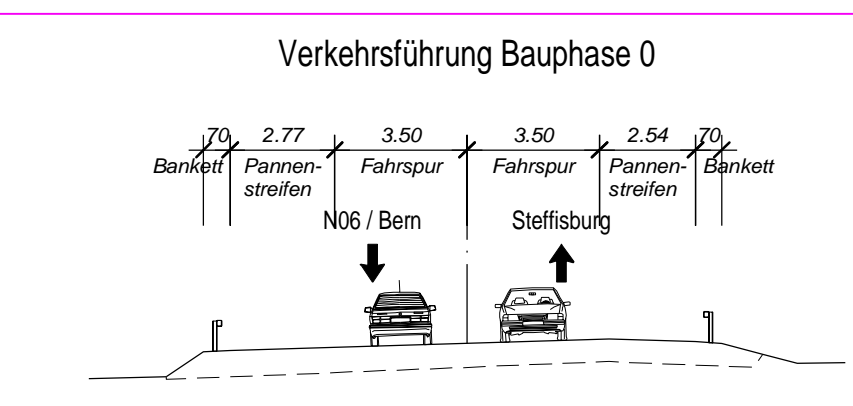 Verkehrsführung Bauphase 0
70 2.77 3.50 3.50 2.54 70
Bankett Pannen- Fahrspur Fahrspur Pannen- Bankett
streifen streifen
N06 / Bern Steffisburg